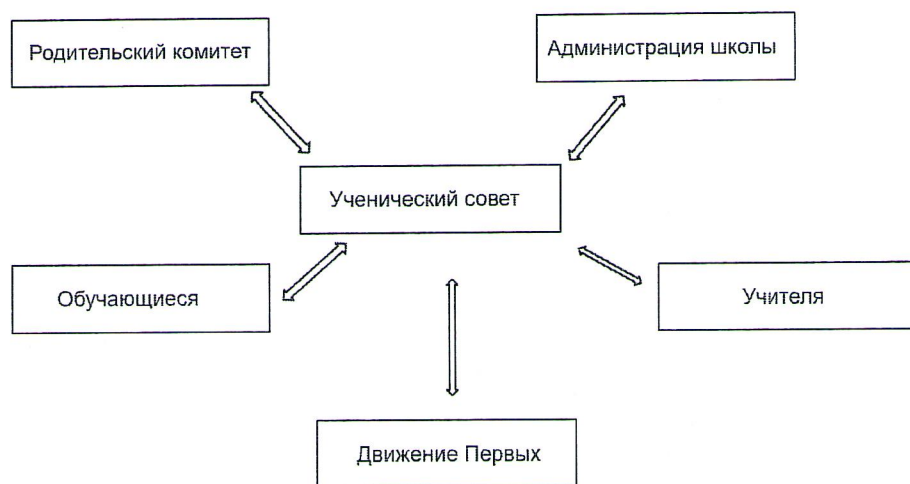 Родительский комитет
Администрация школы
Ученический совет
Обучающиеся
Учителя
Движение Первых